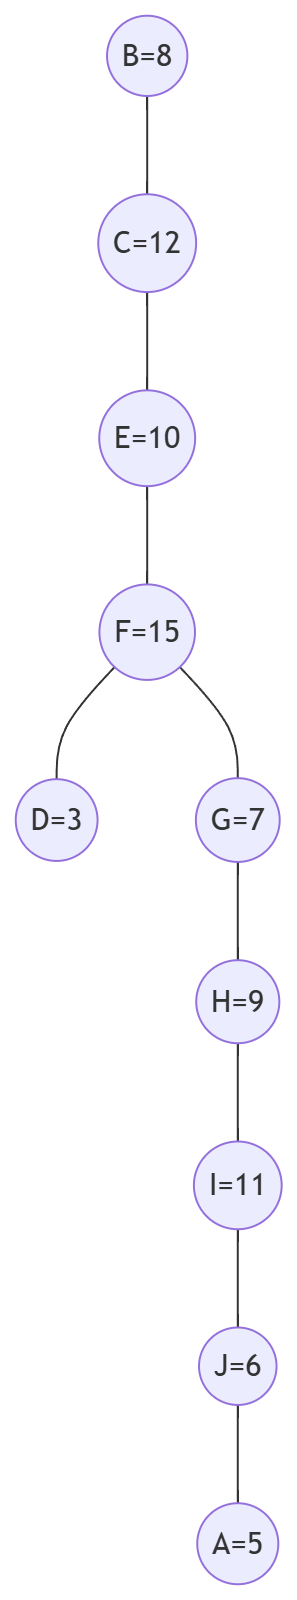 B=8
C=12
E=10
F=15
D=3
G=7
H=9
I=11
J=6
A=5